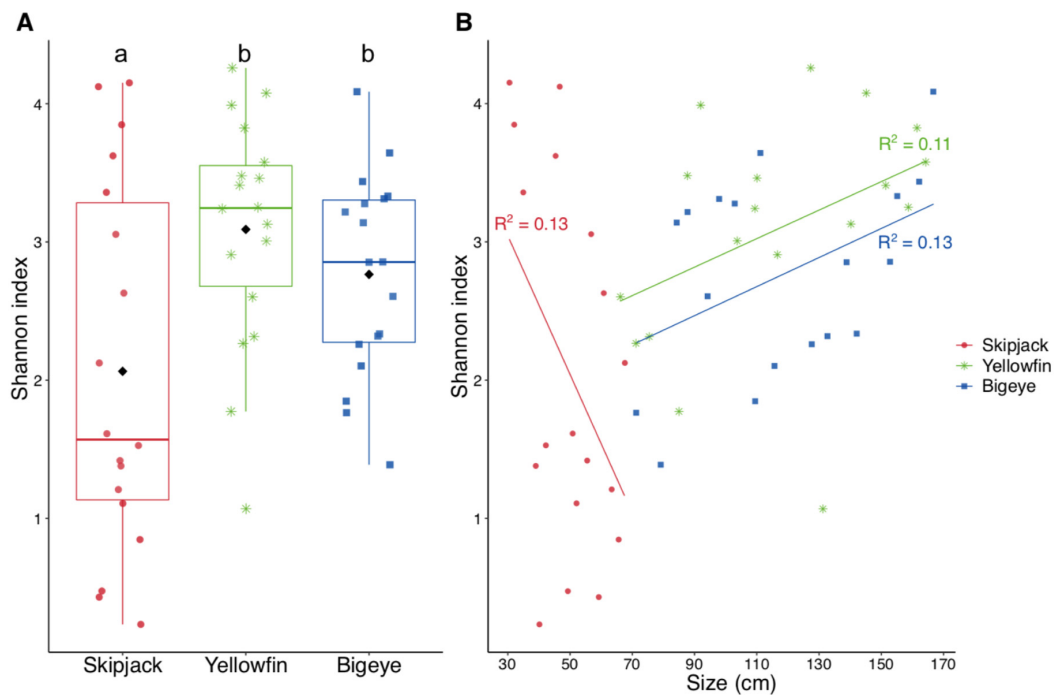 A
a
b
b
Shannon index
4
3
2
1
Skipjack
Yellowfin
Bigeye
B
Shannon index
4
3
2
1
R² = 0.13
R² = 0.11
R² = 0.13
30
50
70
90
110
130
150
170
Size (cm)
Skipjack
Yellowfin
Bigeye